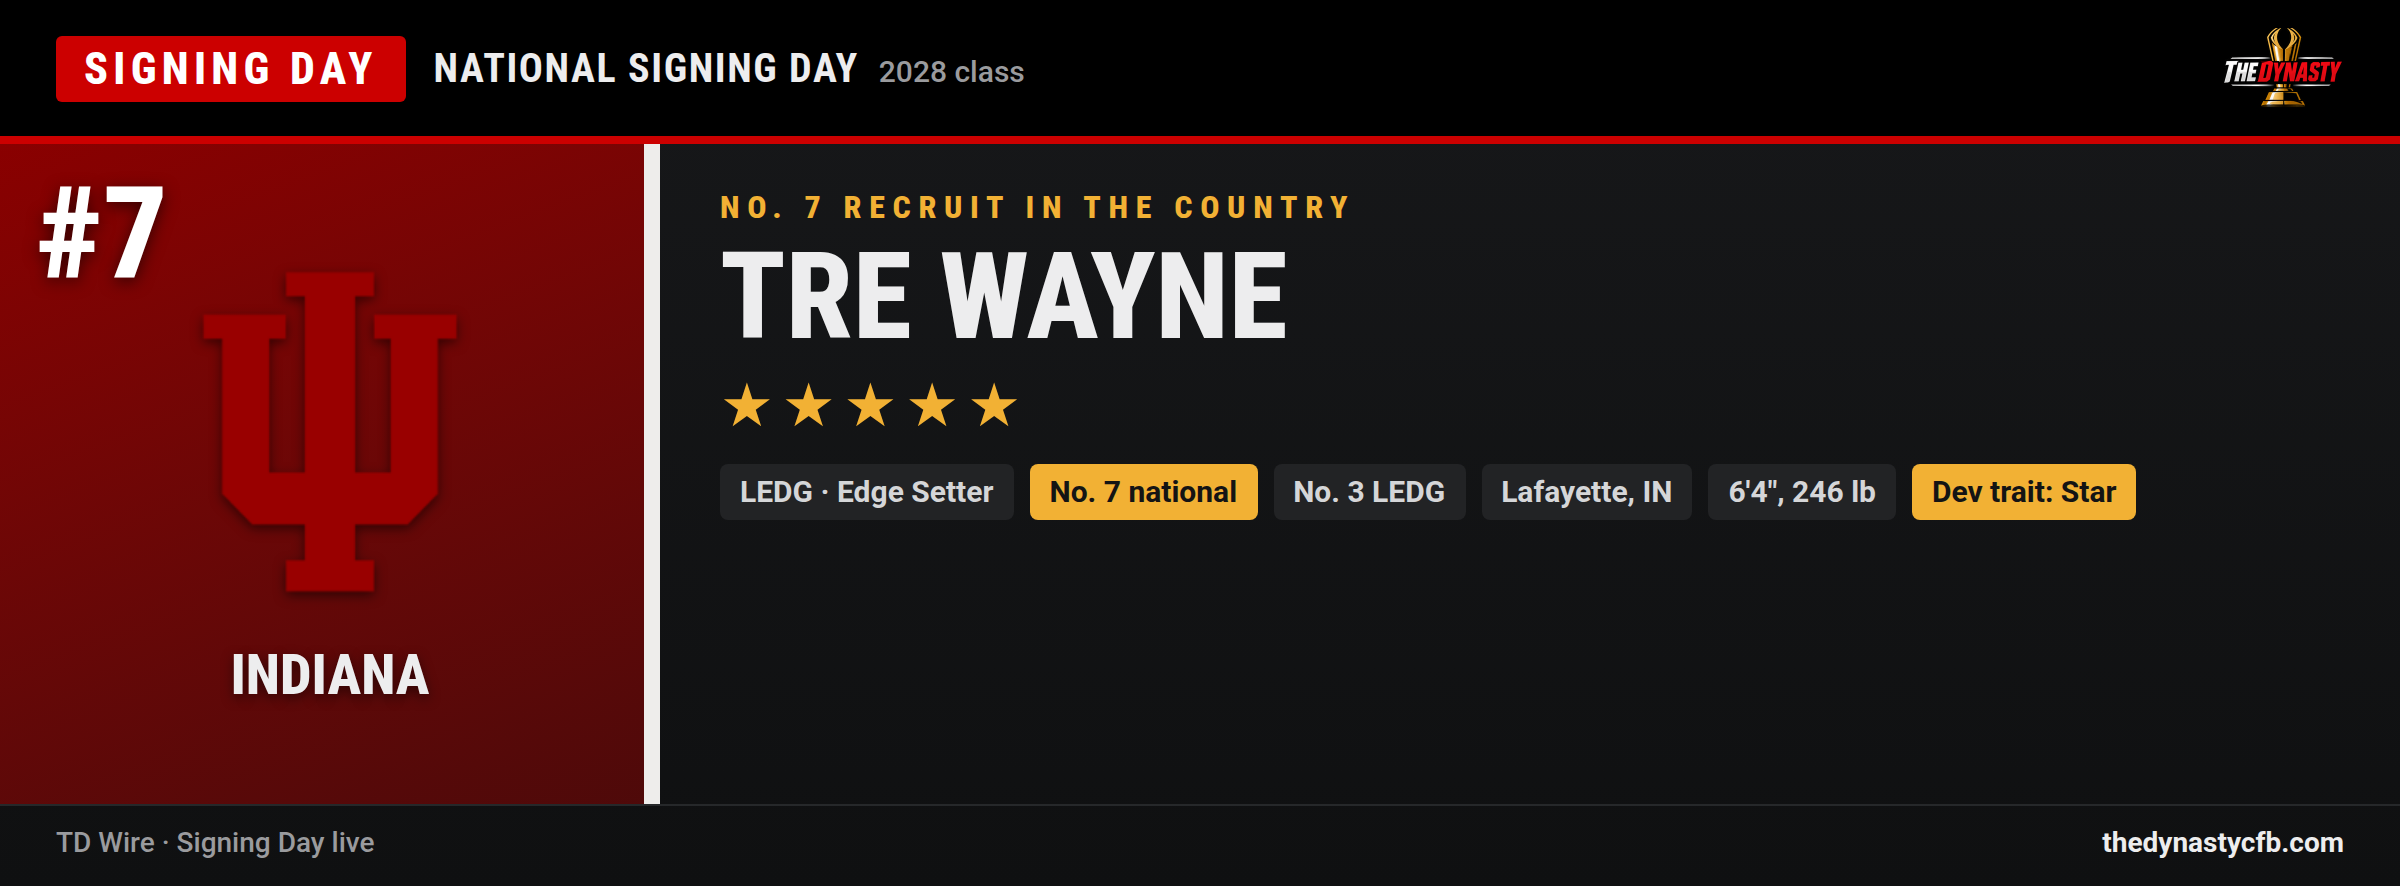 SIGNING DAY NATIONAL SIGNING DAY 2028 class
THE DYNASTY
#7
INDIANA
NO. 7 RECRUIT IN THE COUNTRY
TRE WAYNE
LEDG · Edge Setter No. 7 national No. 3 LEDG Lafayette, IN 6'4", 246 lb Dev trait: Star
TD Wire · Signing Day live
thedynastycfb.com